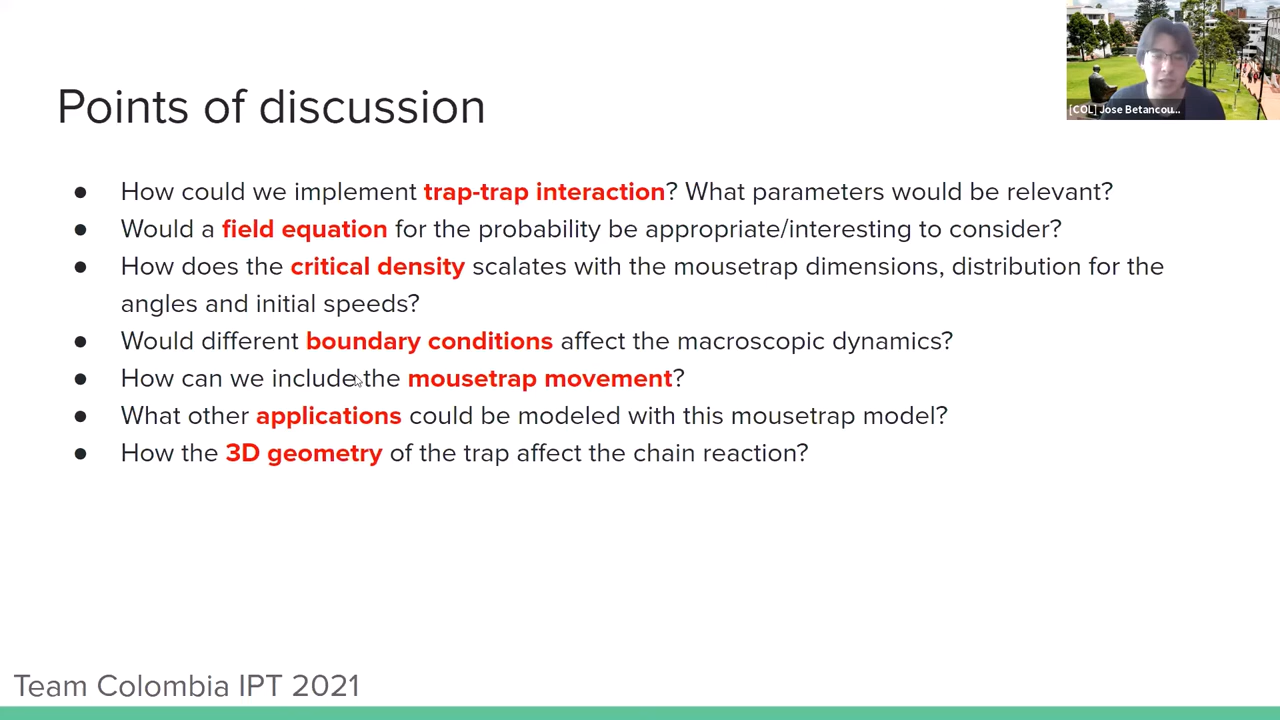 [COL] Jose Betancou...
Points of discussion
● How could we implement trap-trap interaction? What parameters would be relevant?
● Would a field equation for the probability be appropriate/interesting to consider?
● How does the critical density scalates with the mousetrap dimensions, distribution for the
angles and initial speeds?
● Would different boundary conditions affect the macroscopic dynamics?
● How can we include the mousetrap movement?
● What other applications could be modeled with this mousetrap model?
● How the 3D geometry of the trap affect the chain reaction?
Team Colombia IPT 2021